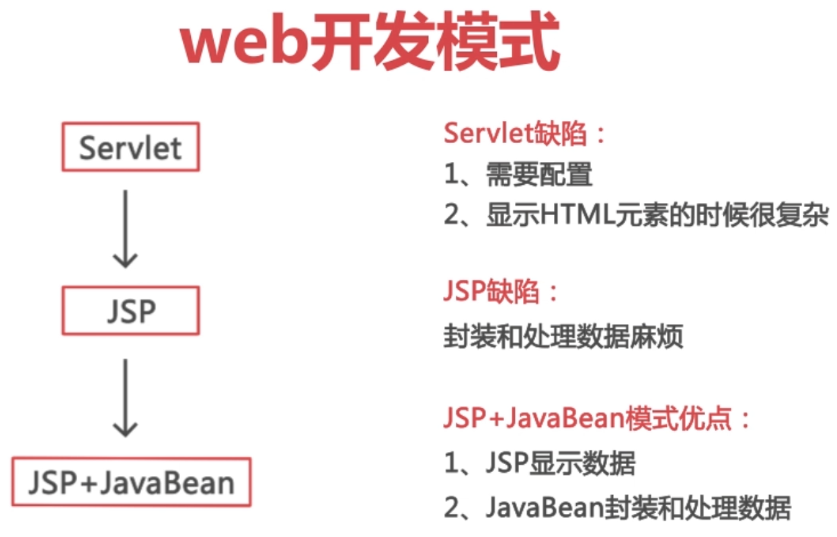 web开发模式
Servlet
Servlet缺陷：
1、需要配置
2、显示HTML元素的时候很复杂
JSP
JSP缺陷：
封装和处理数据麻烦
JSP+JavaBean
JSP+JavaBean模式优点：
1、JSP显示数据
2、JavaBean封装和处理数据